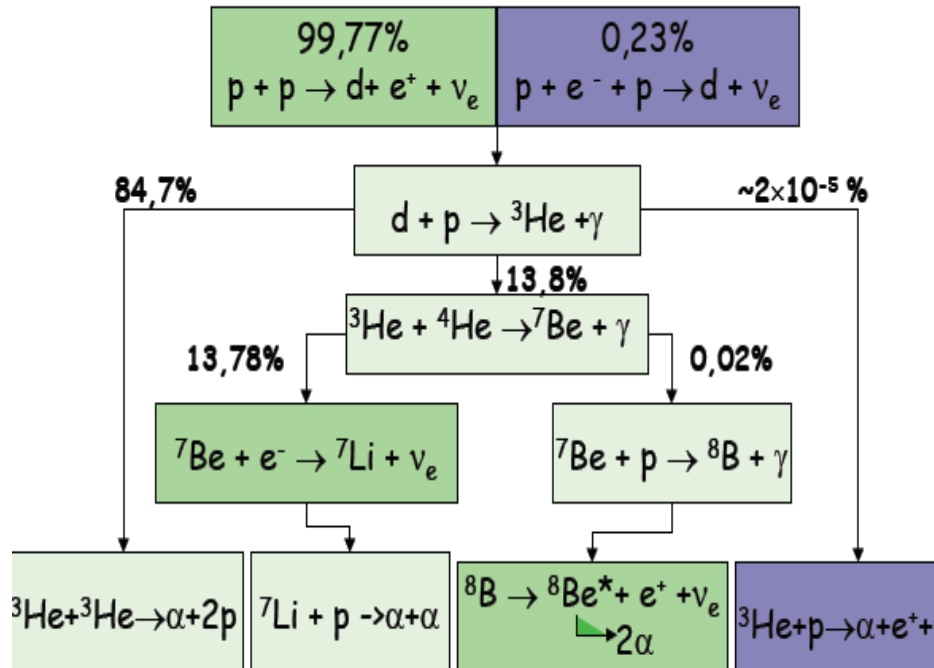 99,77%
p + p → d+ e⁺ + νₑ
0,23%
p + e ⁻ + p → d + νₑ
84,7%
d + p → ³He +γ
~2×10⁻⁵ %
13,8%
³He + ⁴He →⁷Be + γ
13,78%
0,02%
⁷Be + e⁻ → ⁷Li + νₑ
⁷Be + p → ⁸B + γ
³He+³He→α+2p
⁷Li + p ->α+α
⁸B → ⁸Be*+ e⁺ +νₑ
2α
³He+p→α+e⁺+